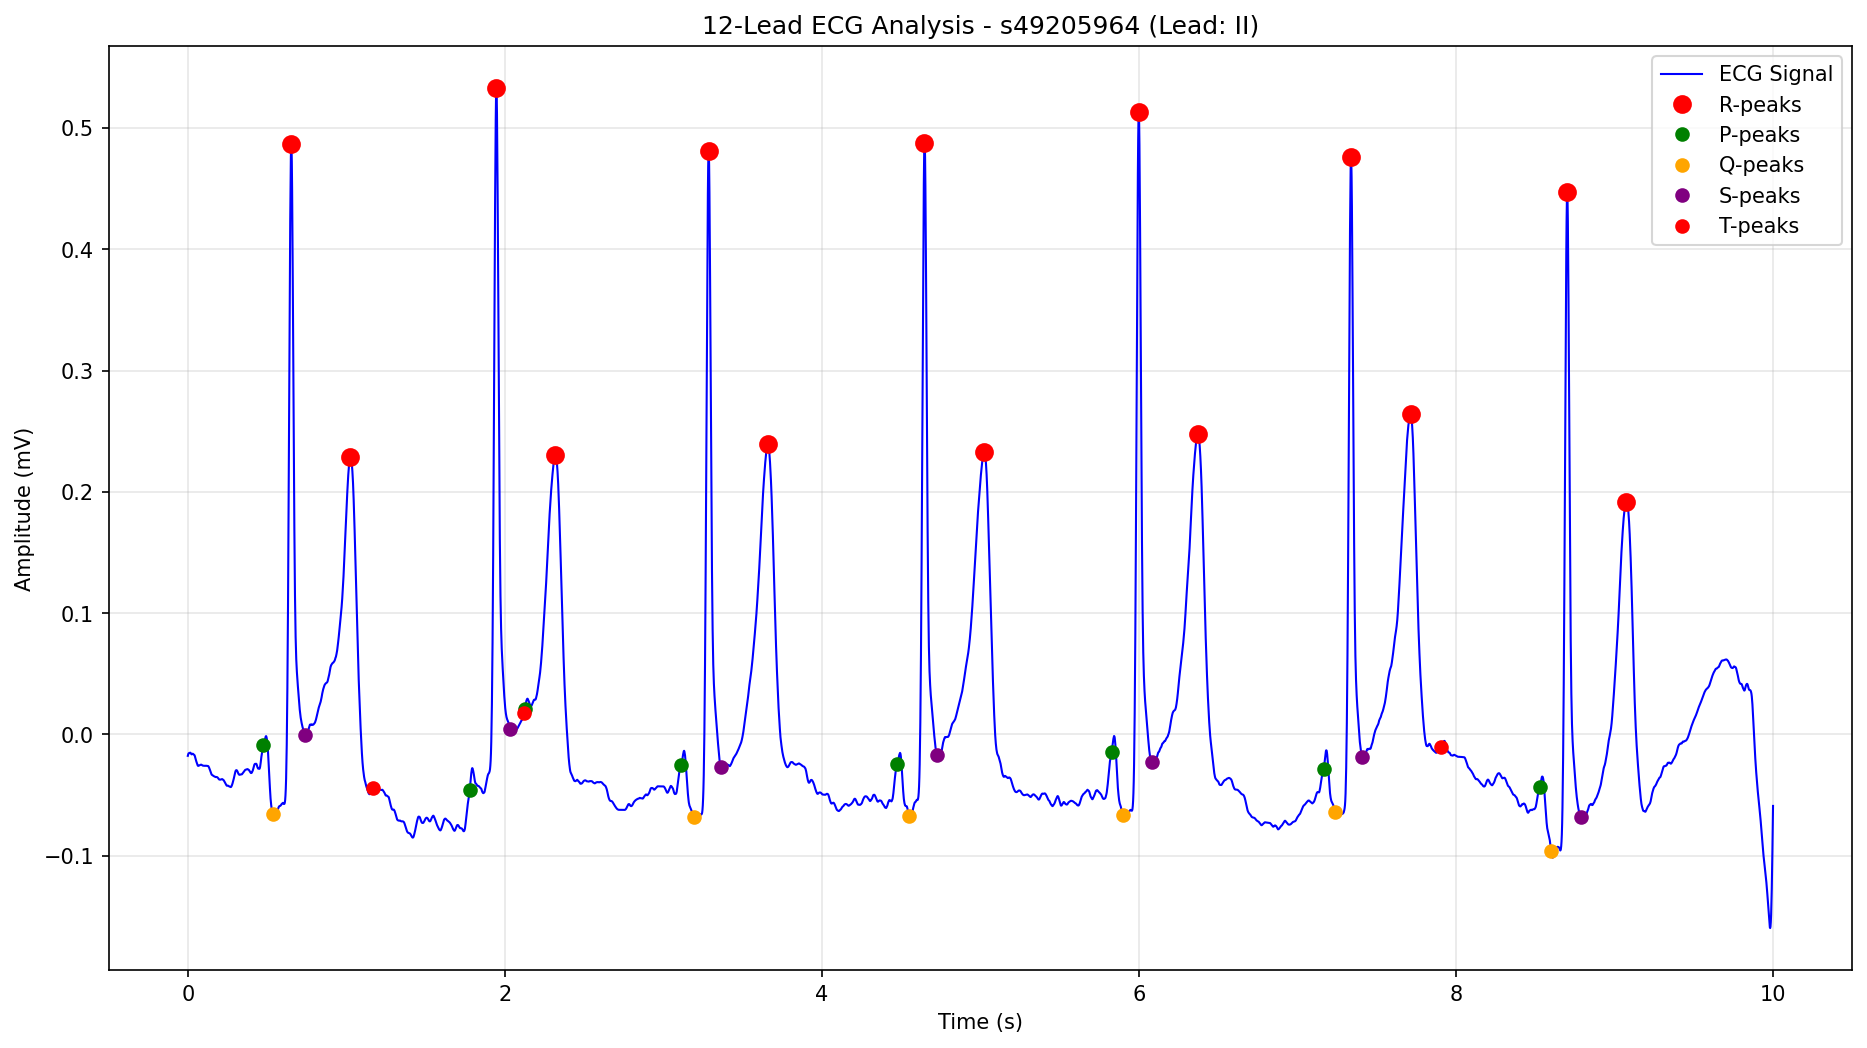 12-Lead ECG Analysis - s49205964 (Lead: II)
ECG Signal
R-peaks
P-peaks
Q-peaks
S-peaks
T-peaks
Amplitude (mV)
0.5
0.4
0.3
0.2
0.1
0.0
−0.1
0 2 4 6 8 10
Time (s)